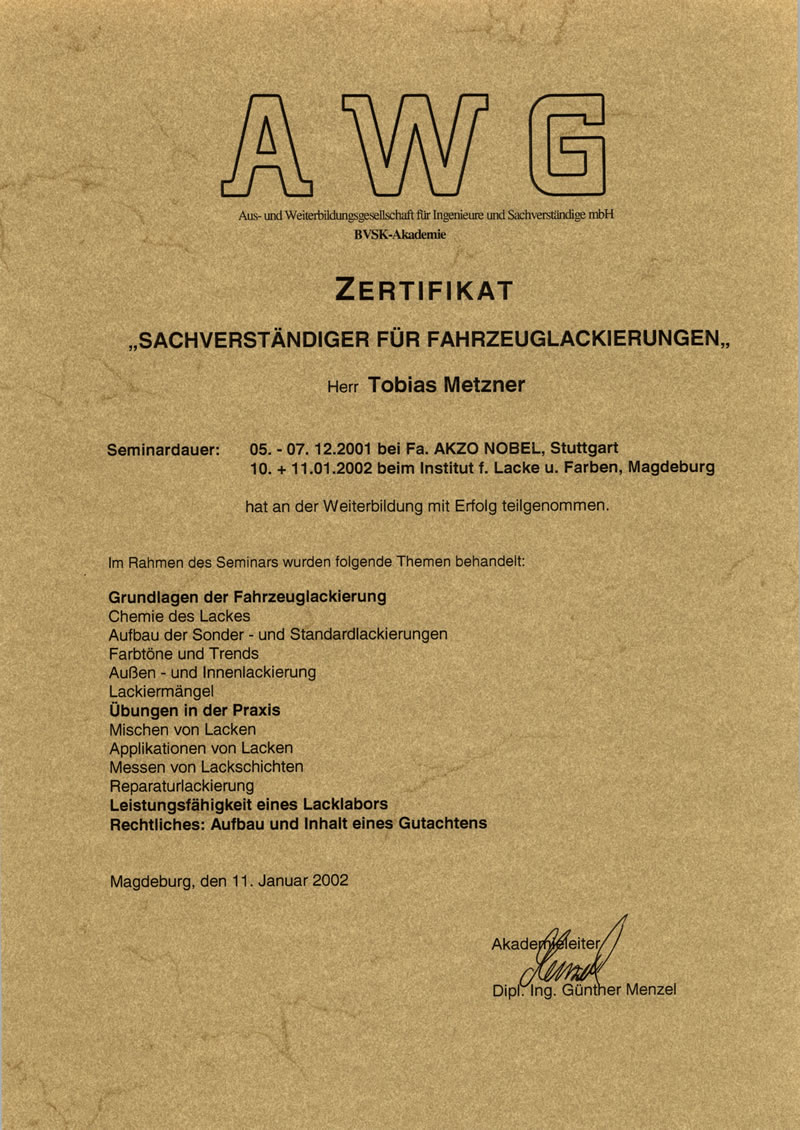 AWG
Aus- und Weiterbildungsgesellschaft für Ingenieure und Sachverständige mbH
BVSK-Akademie
ZERTIFIKAT
„SACHVERSTÄNDIGER FÜR FAHRZEUGLACKIERUNGEN„
Herr Tobias Metzner
Seminardauer: 05. - 07. 12.2001 bei Fa. AKZO NOBEL, Stuttgart
10. + 11.01.2002 beim Institut f. Lacke u. Farben, Magdeburg
hat an der Weiterbildung mit Erfolg teilgenommen.
Im Rahmen des Seminars wurden folgende Themen behandelt:
Grundlagen der Fahrzeuglackierung
Chemie des Lackes
Aufbau der Sonder - und Standardlackierungen
Farbtöne und Trends
Außen - und Innenlackierung
Lackiermängel
Übungen in der Praxis
Mischen von Lacken
Applikationen von Lacken
Messen von Lackschichten
Reparaturlackierung
Leistungsfähigkeit eines Lacklabors
Rechtliches: Aufbau und Inhalt eines Gutachtens
Magdeburg, den 11. Januar 2002
Akademieleiter
Menzel
Dipl. Ing. Günther Menzel